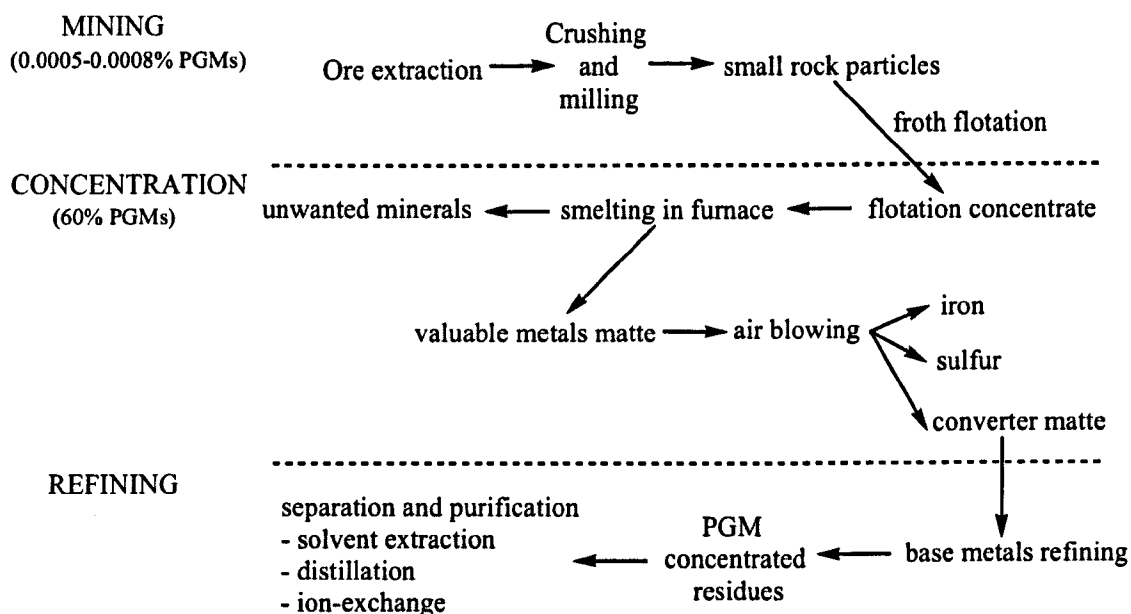 MINING
(0.0005-0.0008% PGMs)
Ore extraction
Crushing
and
milling
small rock particles
froth flotation
CONCENTRATION
(60% PGMs)
unwanted minerals
smelting in furnace
flotation concentrate
valuable metals matte
air blowing
iron
sulfur
converter matte
REFINING
separation and purification
- solvent extraction
- distillation
- ion-exchange
PGM
concentrated
residues
base metals refining